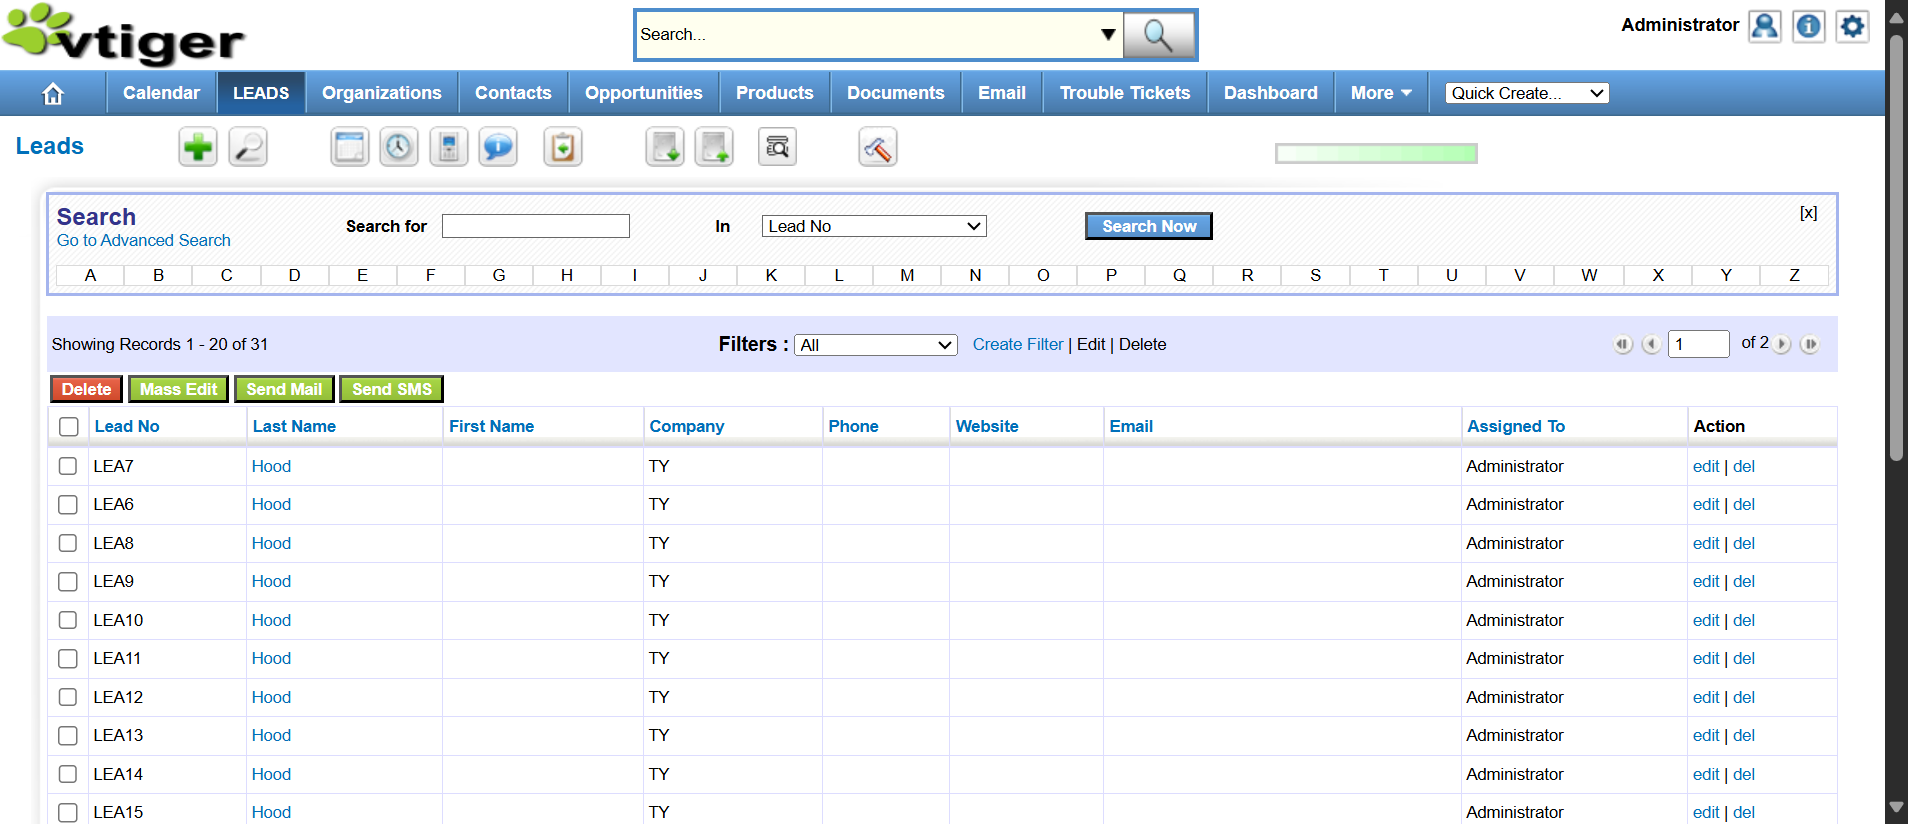 vtiger
Search...
Administrator
Calendar LEADS Organizations Contacts Opportunities Products Documents Email Trouble Tickets Dashboard More Quick Create...
Leads
Search
Go to Advanced Search
Search for In Lead No Search Now [x]
A B C D E F G H I J K L M N O P Q R S T U V W X Y Z
Showing Records 1 - 20 of 31 Filters : All Create Filter | Edit | Delete 1 of 2
Delete Mass Edit Send Mail Send SMS
Lead No Last Name First Name Company Phone Website Email Assigned To Action
LEA7 Hood TY Administrator edit | del
LEA6 Hood TY Administrator edit | del
LEA8 Hood TY Administrator edit | del
LEA9 Hood TY Administrator edit | del
LEA10 Hood TY Administrator edit | del
LEA11 Hood TY Administrator edit | del
LEA12 Hood TY Administrator edit | del
LEA13 Hood TY Administrator edit | del
LEA14 Hood TY Administrator edit | del
LEA15 Hood TY Administrator edit | del